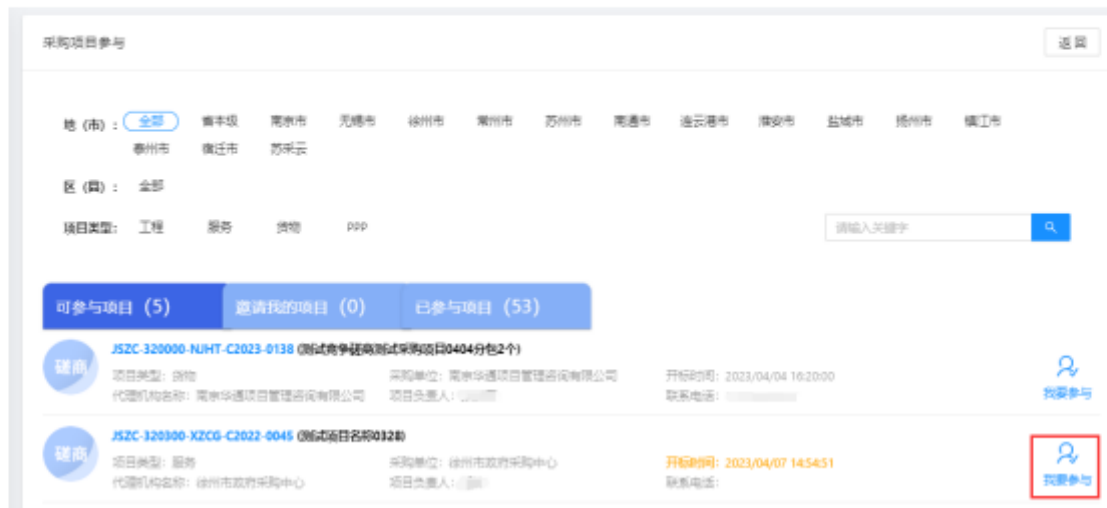 采购项目参与
返回
地（市）： 全部 省本级 南京市 无锡市 徐州市 常州市 苏州市 南通市 连云港市 淮安市 盐城市 扬州市 镇江市
泰州市 宿迁市 苏采云
区（县）： 全部
项目类型: 工程 服务 货物 PPP
请输入关键字
可参与项目（5） 邀请我的项目（0） 已参与项目（53）
磋商
JSZC-320000-NJHT-C2023-0138 (测试竞争磋商测试采购项目0404分包2个)
项目类型：货物 采购单位：南京华通项目管理咨询有限公司 开标时间：2023/04/04 16:20:00
代理机构名称：南京华通项目管理咨询有限公司 项目负责人： 联系电话：
我要参与
磋商
JSZC-320300-XZCG-C2022-0045 (测试项目名称0328)
项目类型：服务 采购单位：徐州市政府采购中心 开标时间：2023/04/07 14:54:51
代理机构名称：徐州市政府采购中心 项目负责人： 联系电话：
我要参与